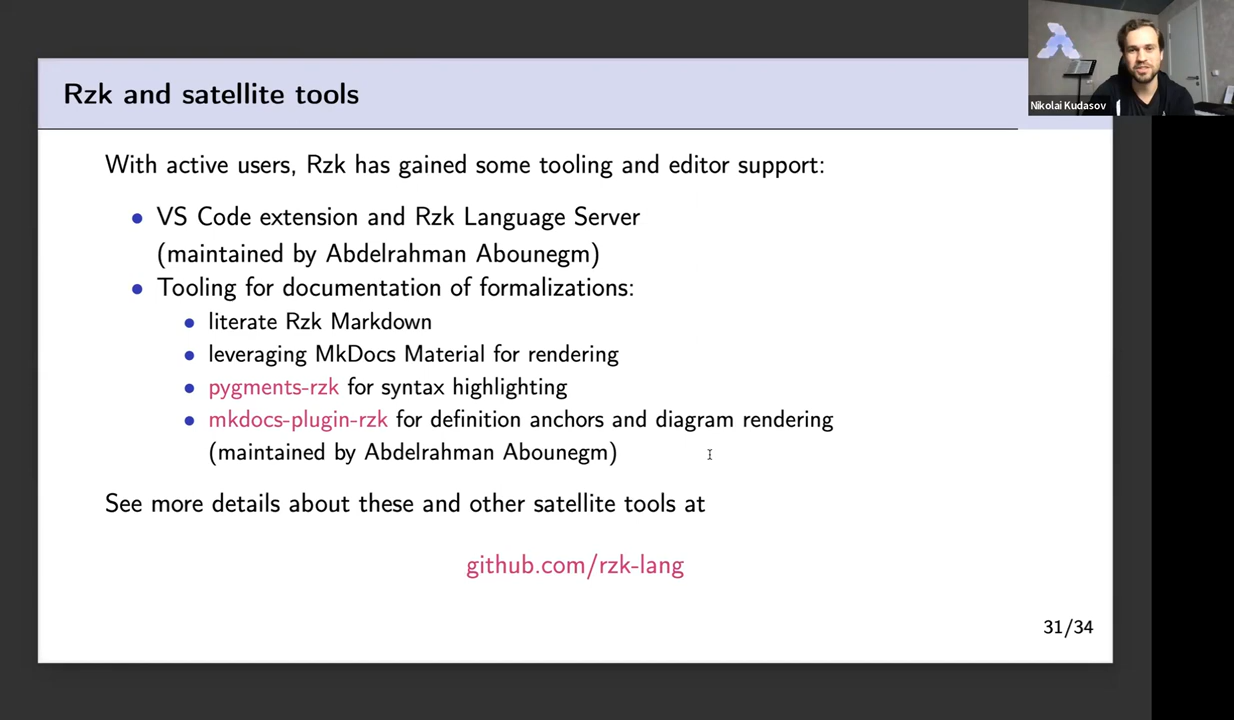 Rzk and satellite tools
Nikolai Kudasov
With active users, Rzk has gained some tooling and editor support:
• VS Code extension and Rzk Language Server
(maintained by Abdelrahman Abounegm)
• Tooling for documentation of formalizations:
• literate Rzk Markdown
• leveraging MkDocs Material for rendering
• pygments-rzk for syntax highlighting
• mkdocs-plugin-rzk for definition anchors and diagram rendering
(maintained by Abdelrahman Abounegm)
See more details about these and other satellite tools at
github.com/rzk-lang
31/34